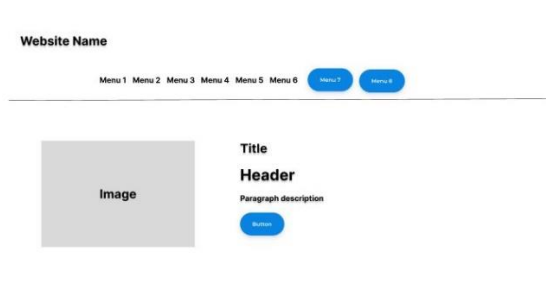 Website Name
Menu 1 Menu 2 Menu 3 Menu 4 Menu 5 Menu 6 Menu 7 Menu 8
Image
Title
Header
Paragraph description
Button